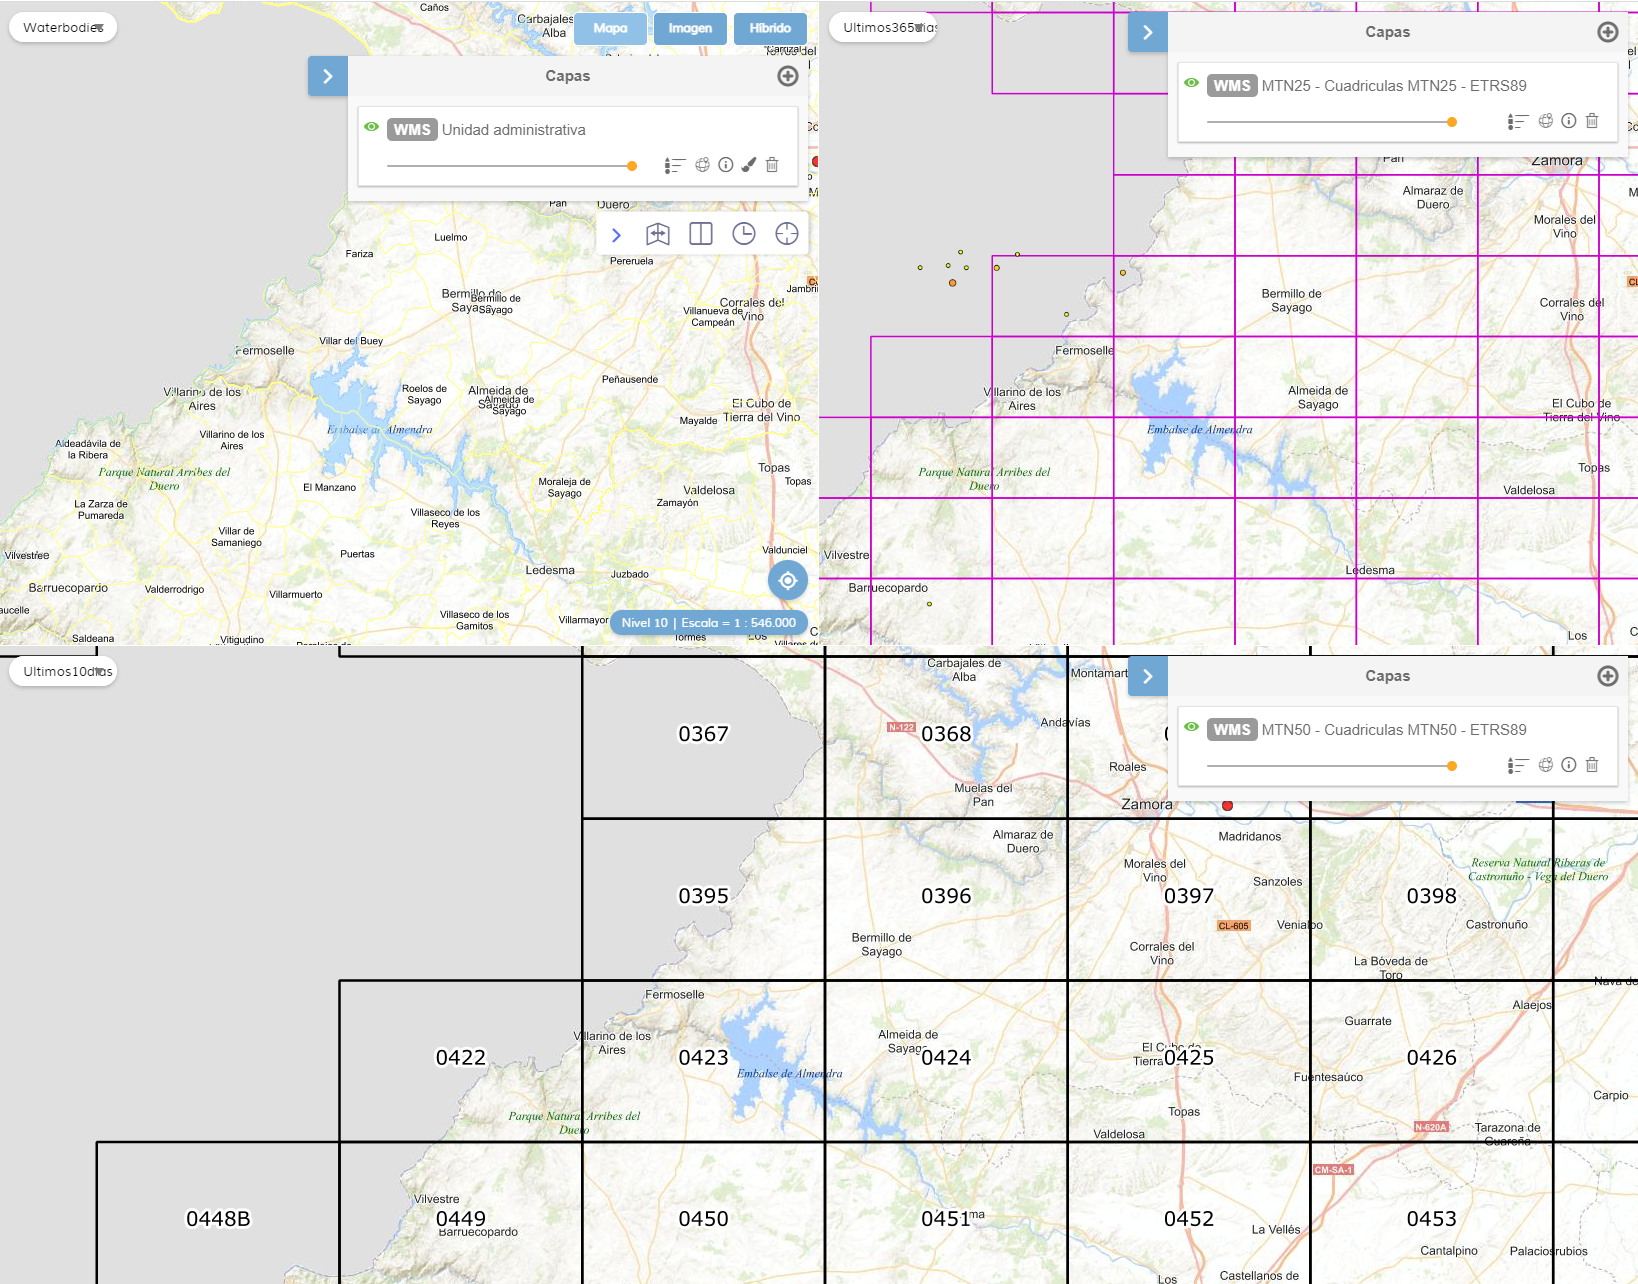 Waterbodies
Caños
Carbajales
Alba
Mapa
Imagen
Híbrido
Capas
WMS Unidad administrativa
Pan
Duero
Luelmo
Fariza
Pereruela
Bermillo de
Sayago
Bermillo de
Sayago
Corrales del
Vino
Villanueva de
Campeán
Villar del Buey
Fermoselle
Peñausende
Villarino de los
Aires
Roelos de
Sayago
Almeida de
Sayago
Almeida de
Sayago
El Cubo de
Tierra del Vino
Mayalde
Aldeadávila de
la Ribera
Villarino de los
Aires
Embalse de Almendra
Parque Natural Arribes del
Duero
El Manzano
Moraleja de
Sayago
Topas
Topas
Valdelosa
Zamayón
La Zarza de
Pumareda
Villaseco de los
Reyes
Villar de
Samaniego
Vilvestre
Puertas
Valdunciel
Ledesma
Juzbado
Barruecopardo
Valderrodrigo
Villarmuerto
Villaseco de los
Gamitos
Villarmayor
Nivel 10 | Escala = 1 : 546.000
Saldeana
Vitigudino
Tormes
Los
Ultimos365dias
Capas
WMS MTN25 - Cuadriculas MTN25 - ETRS89
Pan
Zamora
Almaraz de
Duero
Morales del
Vino
Bermillo de
Sayago
Corrales del
Vino
Fermoselle
Villarino de los
Aires
Almeida de
Sayago
El Cubo de
Tierra del Vino
Embalse de Almendra
Parque Natural Arribes del
Duero
Topas
Valdelosa
Vilvestre
Ledesma
Barruecopardo
Los
Ultimos10dias
Carbajales de
Alba
Montamart
Capas
WMS MTN50 - Cuadriculas MTN50 - ETRS89
Andavías
0367
N-122
0368
Roales
Muelas del
Pan
Zamora
Almaraz de
Duero
Madridanos
Morales del
Vino
Reserva Natural Riberas de
Castronuño - Vega del Duero
Sanzoles
0395
0396
0397
0398
CL-605
Venialbo
Castronuño
Bermillo de
Sayago
Corrales del
Vino
La Bóveda de
Toro
Nava de
Fermoselle
Alaejos
Guarrate
Villarino de los
Aires
Almeida de
Sayago
El Cubo de
Tierra
0422
0423
0424
0425
0426
Embalse de Almendra
Fuentesaúco
Carpio
Parque Natural Arribes del
Duero
Topas
Valdelosa
N-620A
Tarazona de
Guareña
CM-SA-1
Vilvestre
0448B
0449
0450
0451
0452
0453
Barruecopardo
La Vellés
Cantalpino
Palaciosrubios
Los
Castellanos de